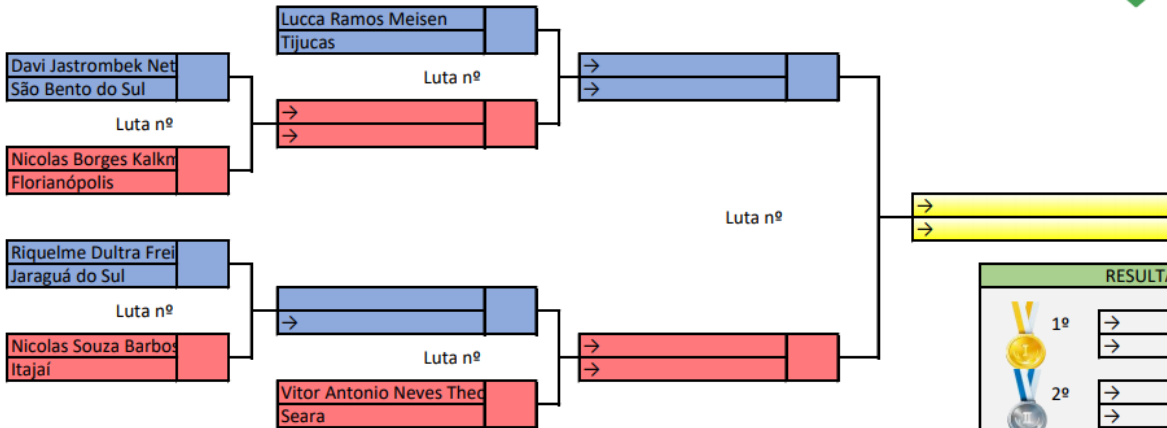 Lucca Ramos Meisen
Tijucas
Davi Jastrombek Net
São Bento do Sul
Luta nº
→
→
Luta nº
→
→
Nicolas Borges Kalkm
Florianópolis
Luta nº
→
→
Riquelme Dultra Frei
Jaraguá do Sul
RESULTA
Luta nº
→
1º
→
→
Nicolas Souza Barbos
Itajaí
Luta nº
→
→
Vitor Antonio Neves Theo
Seara
2º
→
→